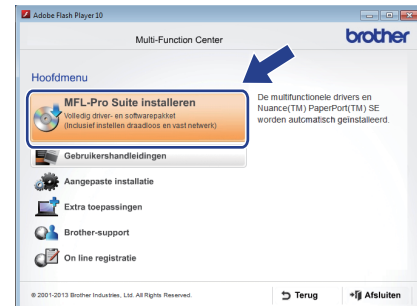 Adobe Flash Player 10
Multi-Function Center
brother
Hoofdmenu
MFL-Pro Suite installeren
Volledig driver- en softwarepakket
(Inclusief instellen draadloos en vast netwerk)
De multifunctionele drivers en
Nuance(TM) PaperPort(TM) SE
worden automatisch geïnstalleerd.
Gebruikershandleidingen
Aangepaste installatie
Extra toepassingen
Brother-support
On line registratie
© 2001-2013 Brother Industries, Ltd. All Rights Reserved.
Terug
Afsluiten